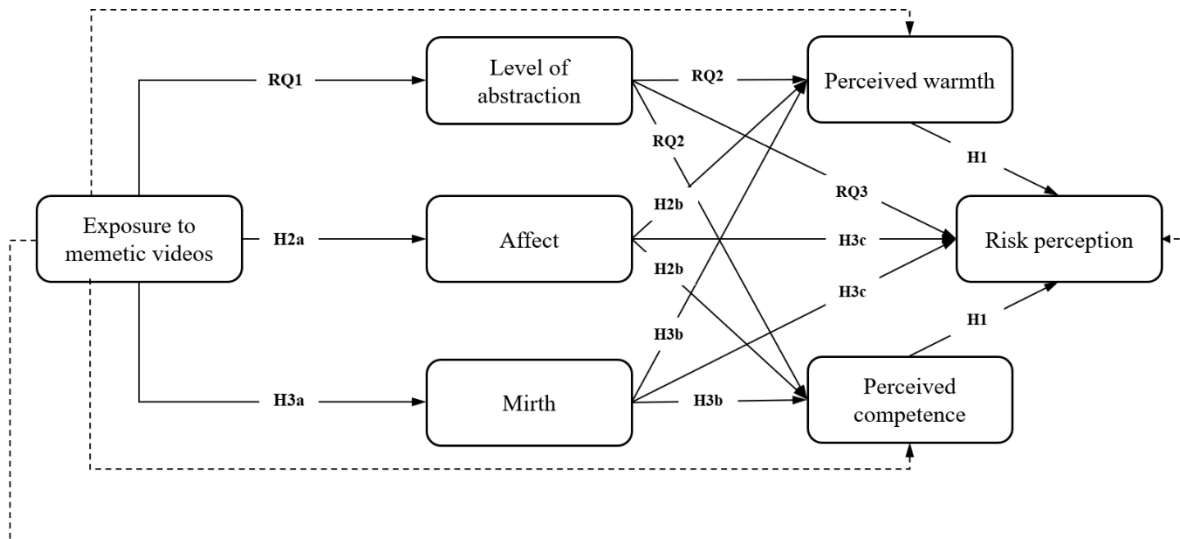 Level of
abstraction
Perceived warmth
RQ1
RQ2
RQ2
H1
RQ3
H2b
Exposure to
memetic videos
H2a
Affect
H3c
Risk perception
H2b
H3c
H3b
H1
H3a
Mirth
H3b
Perceived
competence